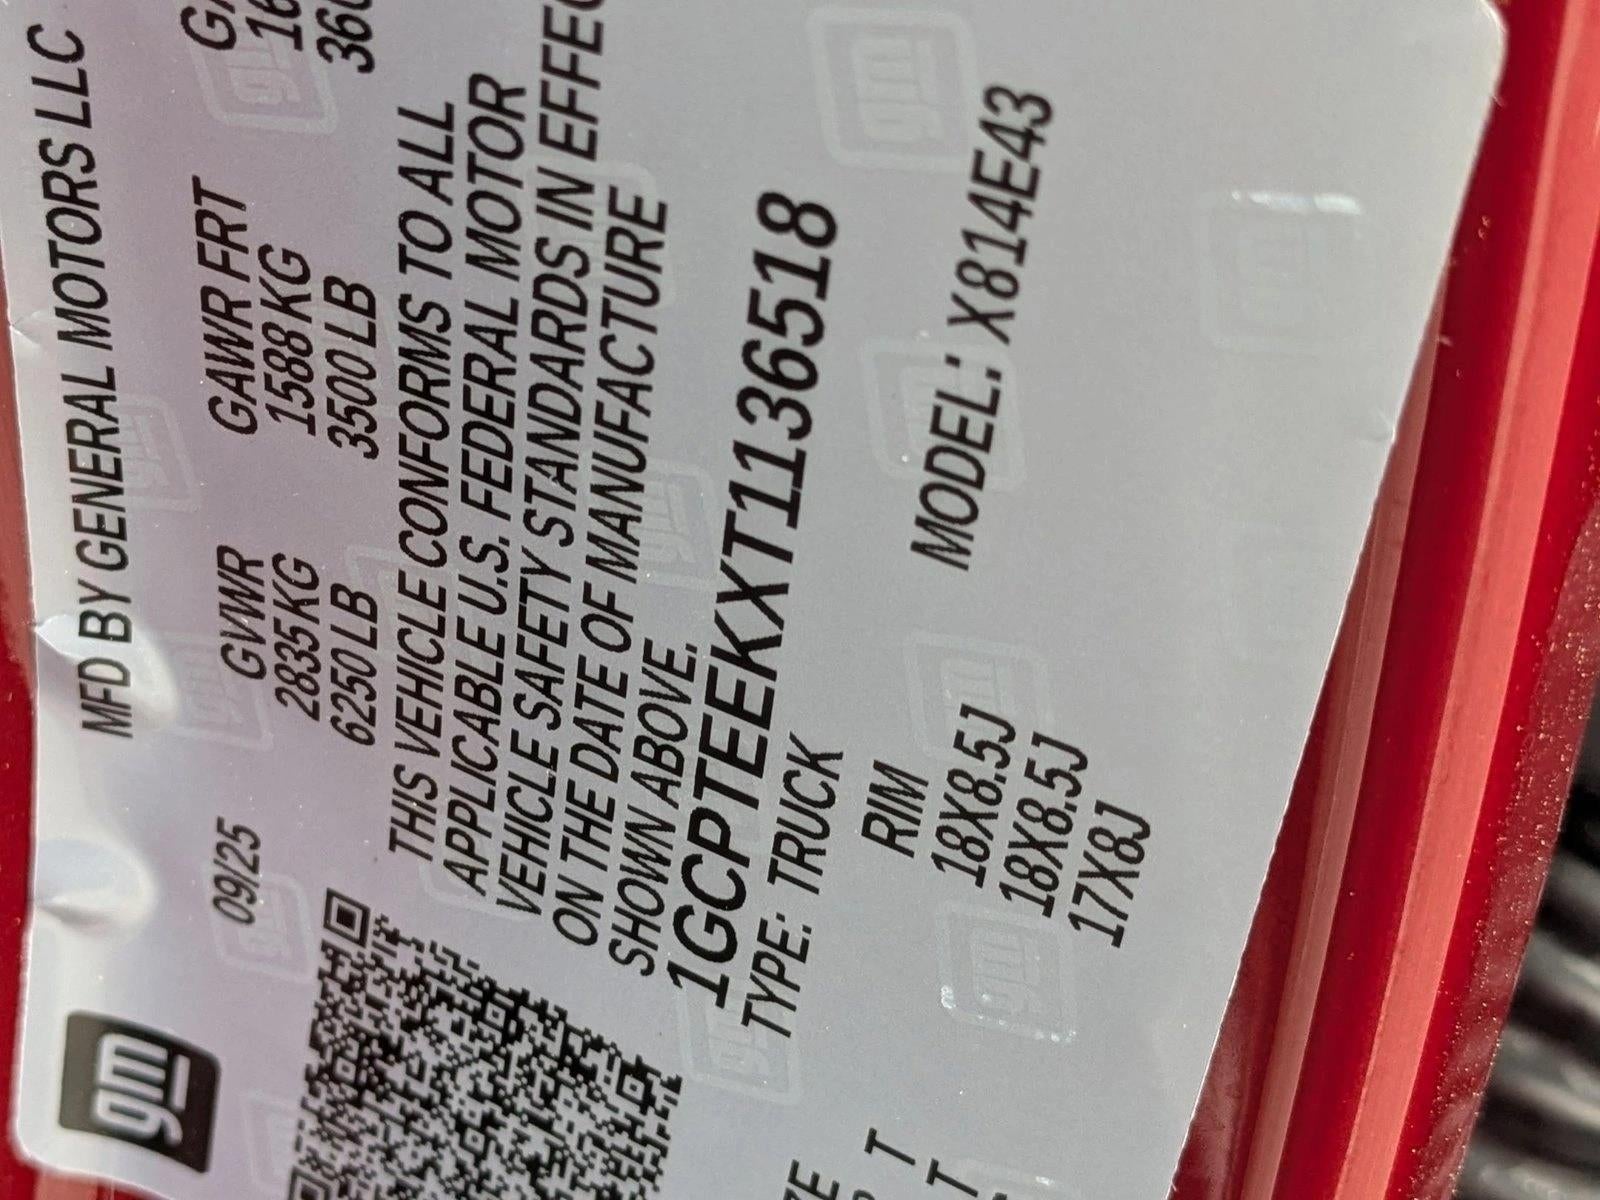 gm
MFD BY GENERAL MOTORS LLC
09/25 GVWR GAWR FRT
2835 KG 1588 KG
6250 LB 3500 LB
THIS VEHICLE CONFORMS TO ALL
APPLICABLE U.S. FEDERAL MOTOR
VEHICLE SAFETY STANDARDS IN EFFEC
ON THE DATE OF MANUFACTURE
SHOWN ABOVE.
1GCPTEEKXT1136518
TYPE: TRUCK MODEL: X814E43
RIM
18X8.5J
18X8.5J
17X8J